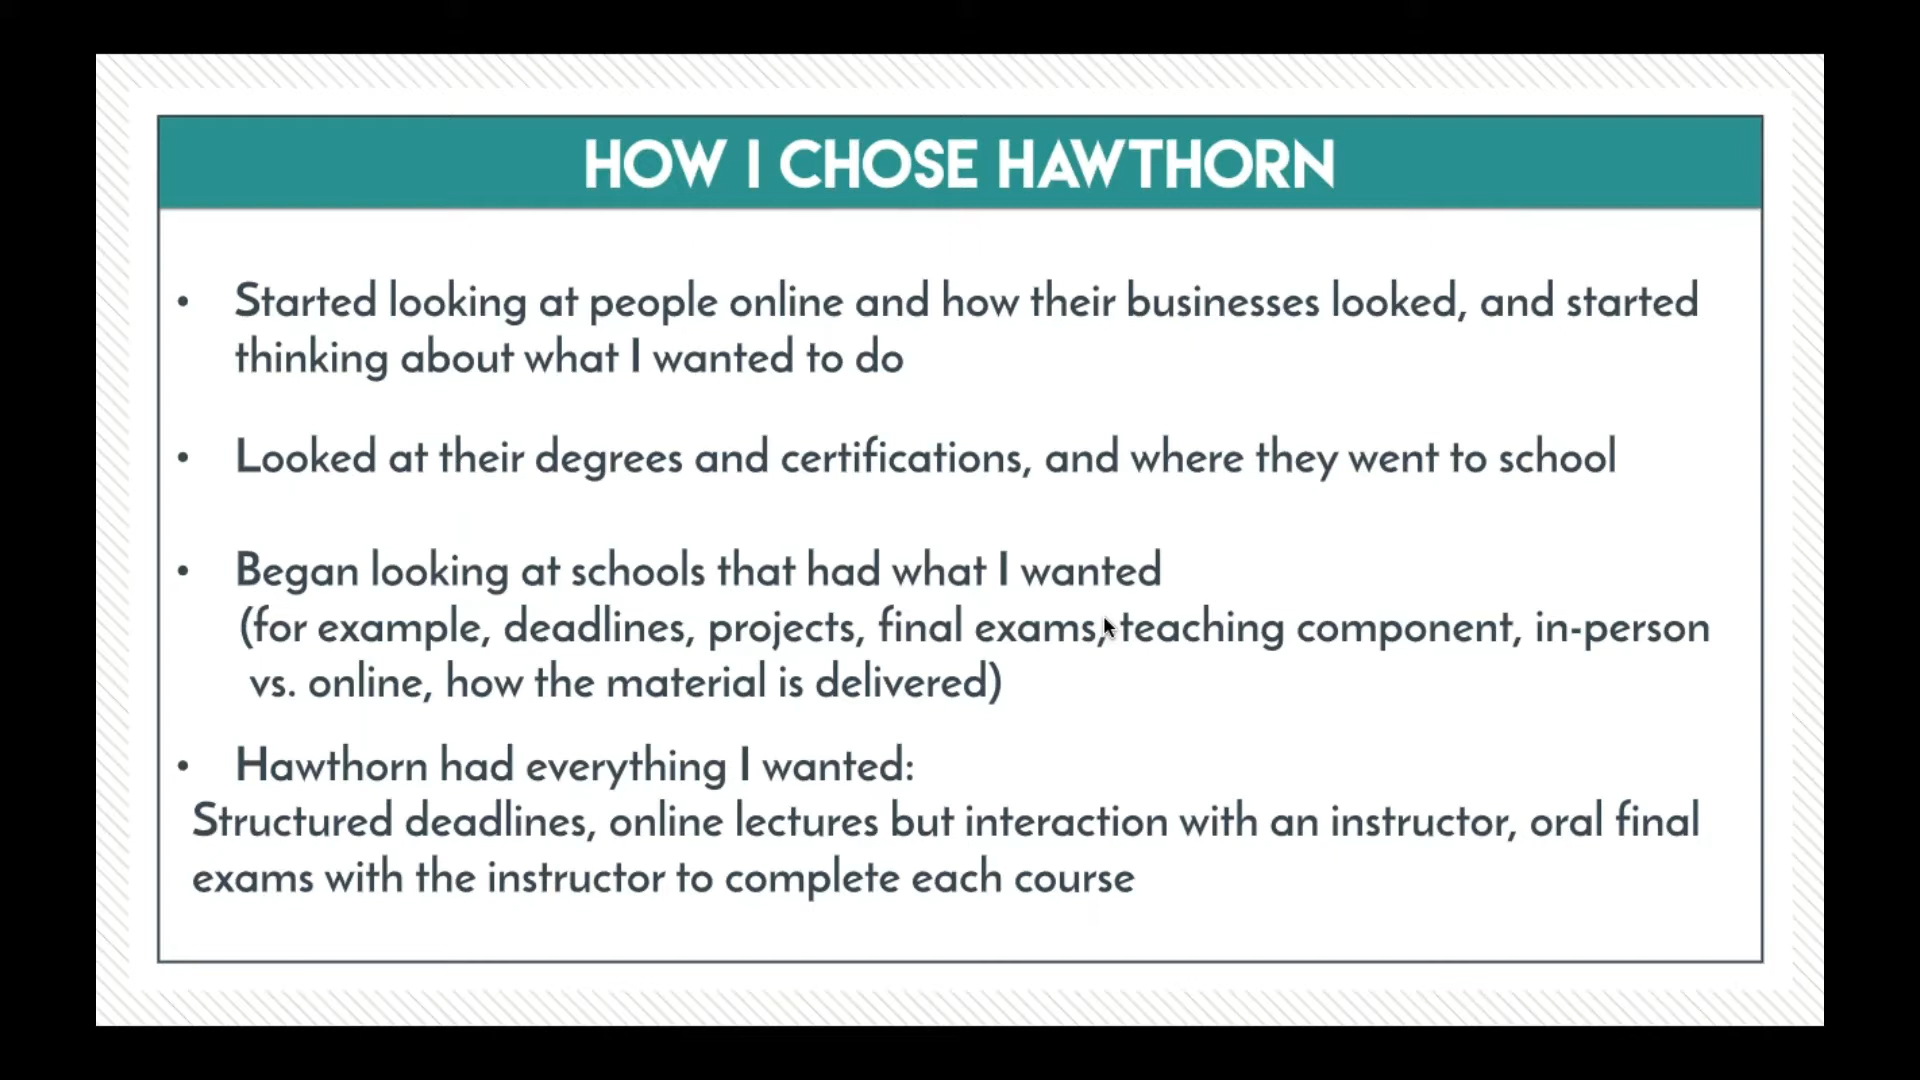 HOW I CHOSE HAWTHORN
• Started looking at people online and how their businesses looked, and started
thinking about what I wanted to do
• Looked at their degrees and certifications, and where they went to school
• Began looking at schools that had what I wanted
(for example, deadlines, projects, final exams, teaching component, in-person
vs. online, how the material is delivered)
• Hawthorn had everything I wanted:
Structured deadlines, online lectures but interaction with an instructor, oral final
exams with the instructor to complete each course